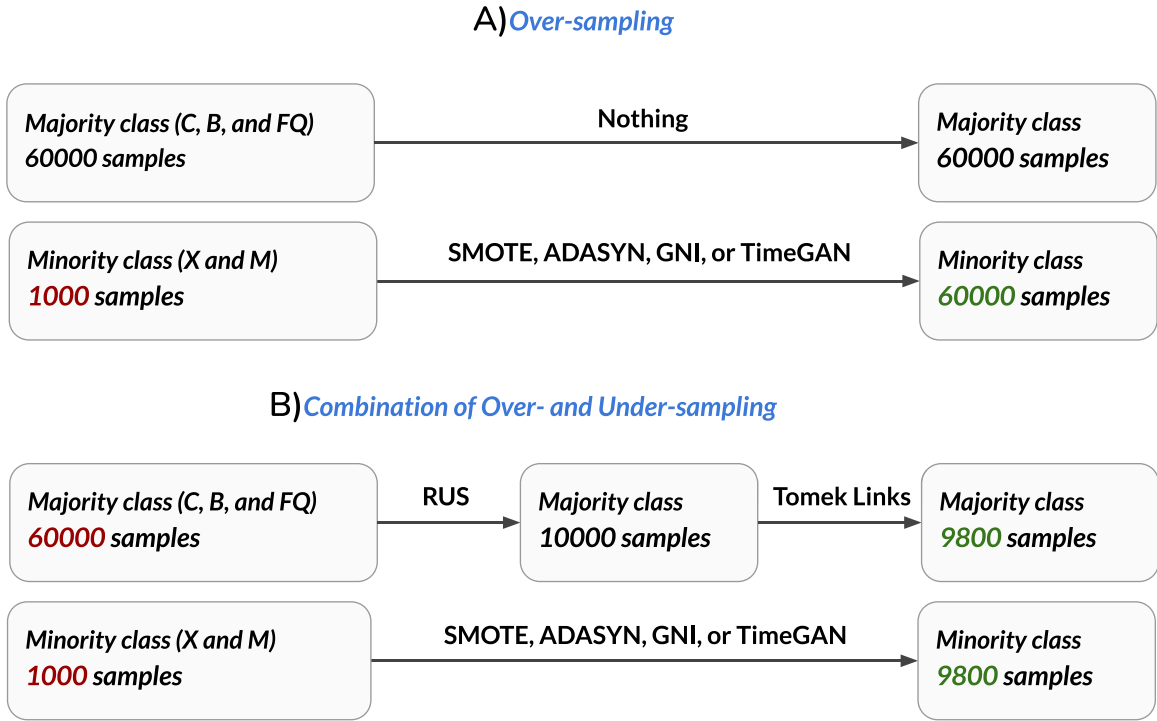 A) Over-sampling
Majority class (C, B, and FQ)
60000 samples
Nothing
Majority class
60000 samples
Minority class (X and M)
1000 samples
SMOTE, ADASYN, GNI, or TimeGAN
Minority class
60000 samples
B) Combination of Over- and Under-sampling
Majority class (C, B, and FQ)
60000 samples
RUS
Majority class
10000 samples
Tomek Links
Majority class
9800 samples
Minority class (X and M)
1000 samples
SMOTE, ADASYN, GNI, or TimeGAN
Minority class
9800 samples